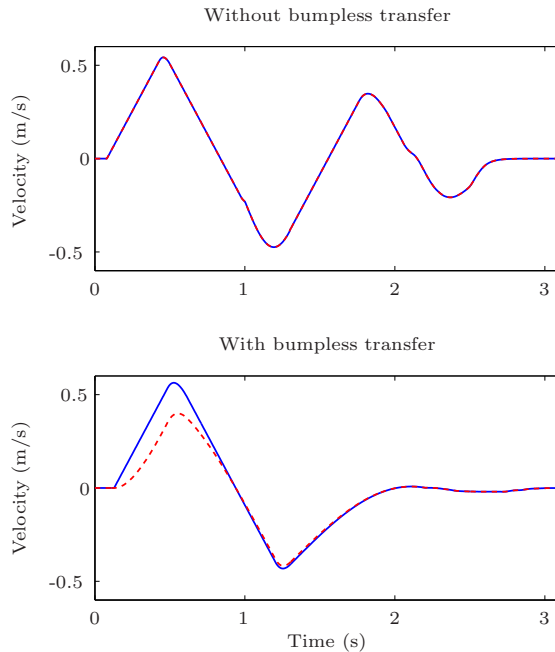 Without bumpless transfer
0.5
0
-0.5
Velocity (m/s)
0 1 2 3
With bumpless transfer
0.5
0
-0.5
Velocity (m/s)
0 1 2 3
Time (s)